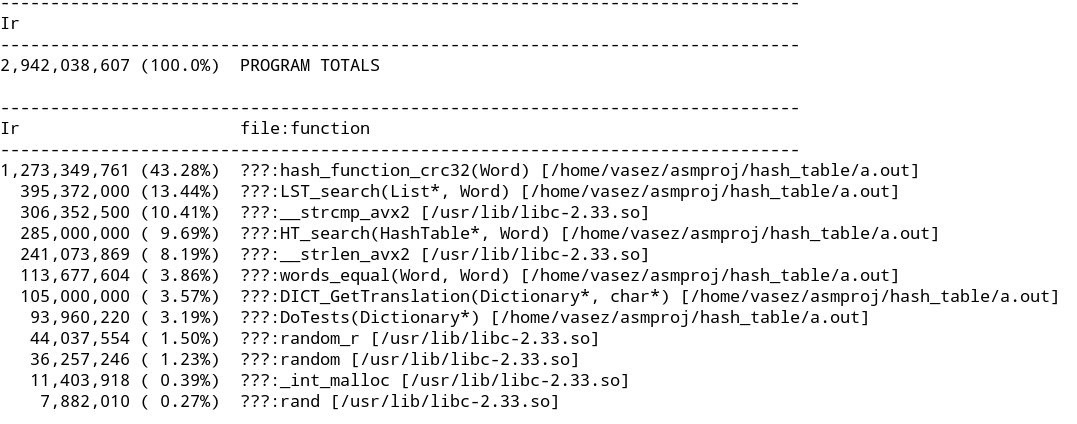 --------------------------------------------------------------------------------
Ir
--------------------------------------------------------------------------------
2,942,038,607 (100.0%)  PROGRAM TOTALS

--------------------------------------------------------------------------------
Ir                      file:function
--------------------------------------------------------------------------------
1,273,349,761 (43.28%)  ???:hash_function_crc32(Word) [/home/vasez/asmproj/hash_table/a.out]
  395,372,000 (13.44%)  ???:LST_search(List*, Word) [/home/vasez/asmproj/hash_table/a.out]
  306,352,500 (10.41%)  ???:__strcmp_avx2 [/usr/lib/libc-2.33.so]
  285,000,000 ( 9.69%)  ???:HT_search(HashTable*, Word) [/home/vasez/asmproj/hash_table/a.out]
  241,073,869 ( 8.19%)  ???:__strlen_avx2 [/usr/lib/libc-2.33.so]
  113,677,604 ( 3.86%)  ???:words_equal(Word, Word) [/home/vasez/asmproj/hash_table/a.out]
  105,000,000 ( 3.57%)  ???:DICT_GetTranslation(Dictionary*, char*) [/home/vasez/asmproj/hash_table/a.out]
   93,960,220 ( 3.19%)  ???:DoTests(Dictionary*) [/home/vasez/asmproj/hash_table/a.out]
   44,037,554 ( 1.50%)  ???:random_r [/usr/lib/libc-2.33.so]
   36,257,246 ( 1.23%)  ???:random [/usr/lib/libc-2.33.so]
   11,403,918 ( 0.39%)  ???:_int_malloc [/usr/lib/libc-2.33.so]
    7,882,010 ( 0.27%)  ???:rand [/usr/lib/libc-2.33.so]